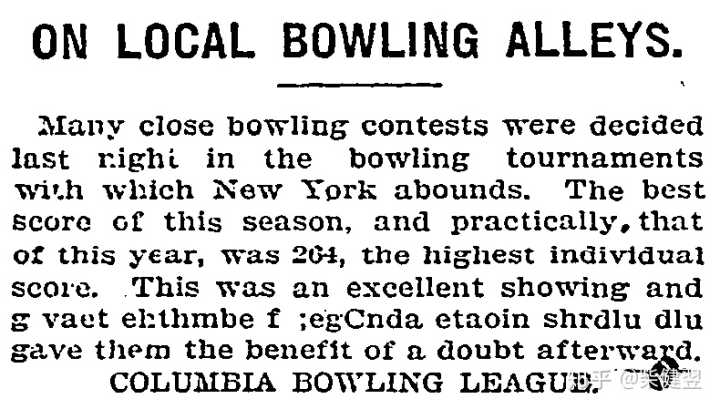 ON LOCAL BOWLING ALLEYS.
Many close bowling contests were decided
last night in the bowling tournaments
with which New York abounds. The best
score of this season, and practically, that
of this year, was 264, the highest individual
score. This was an excellent showing and
g vaet ehthmbe f ;egCnda etaoin shrdlu dlu
gave them the benefit of a doubt afterward.
COLUMBIA BOWLING LEAGUE.
知乎 @柴健翌